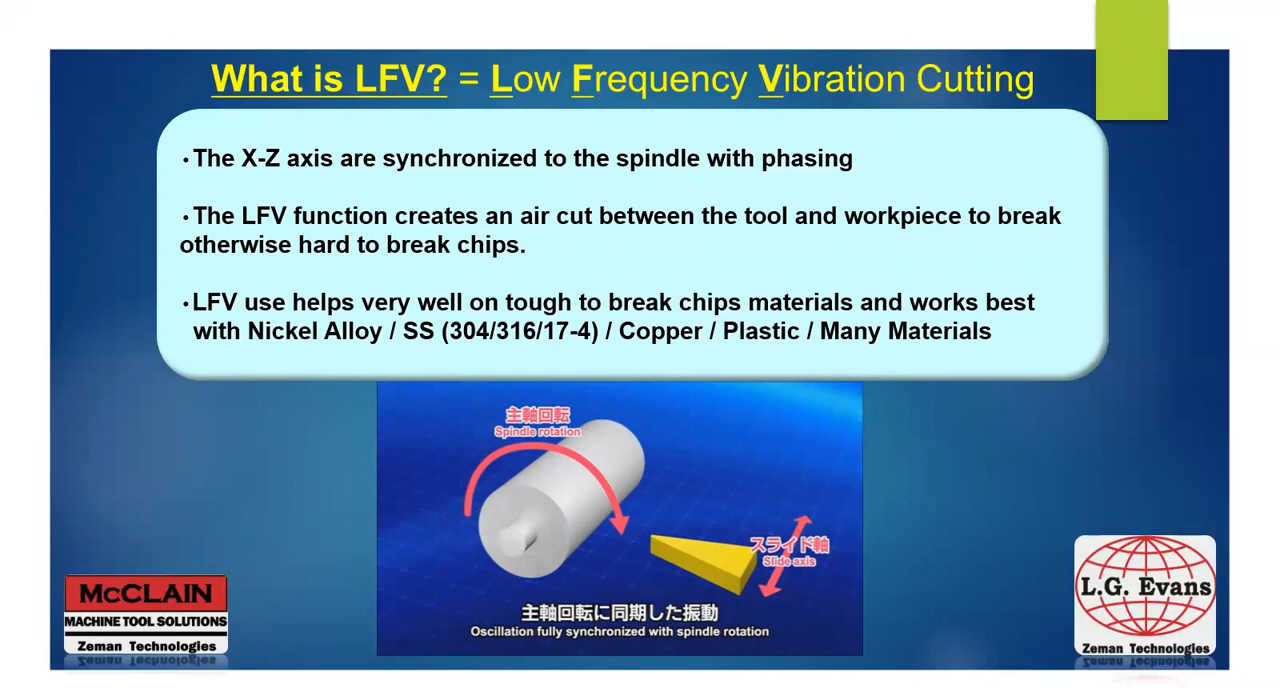 What is LFV? = Low Frequency Vibration Cutting
• The X-Z axis are synchronized to the spindle with phasing
• The LFV function creates an air cut between the tool and workpiece to break
otherwise hard to break chips.
• LFV use helps very well on tough to break chips materials and works best
with Nickel Alloy / SS (304/316/17-4) / Copper / Plastic / Many Materials
主軸回転
Spindle rotation
スライド軸
Slide axis
主軸回転に同期した振動
Oscillation fully synchronized with spindle rotation
McCLAIN
MACHINE TOOL SOLUTIONS
Zeman Technologies
L.G. Evans
Zeman Technologies